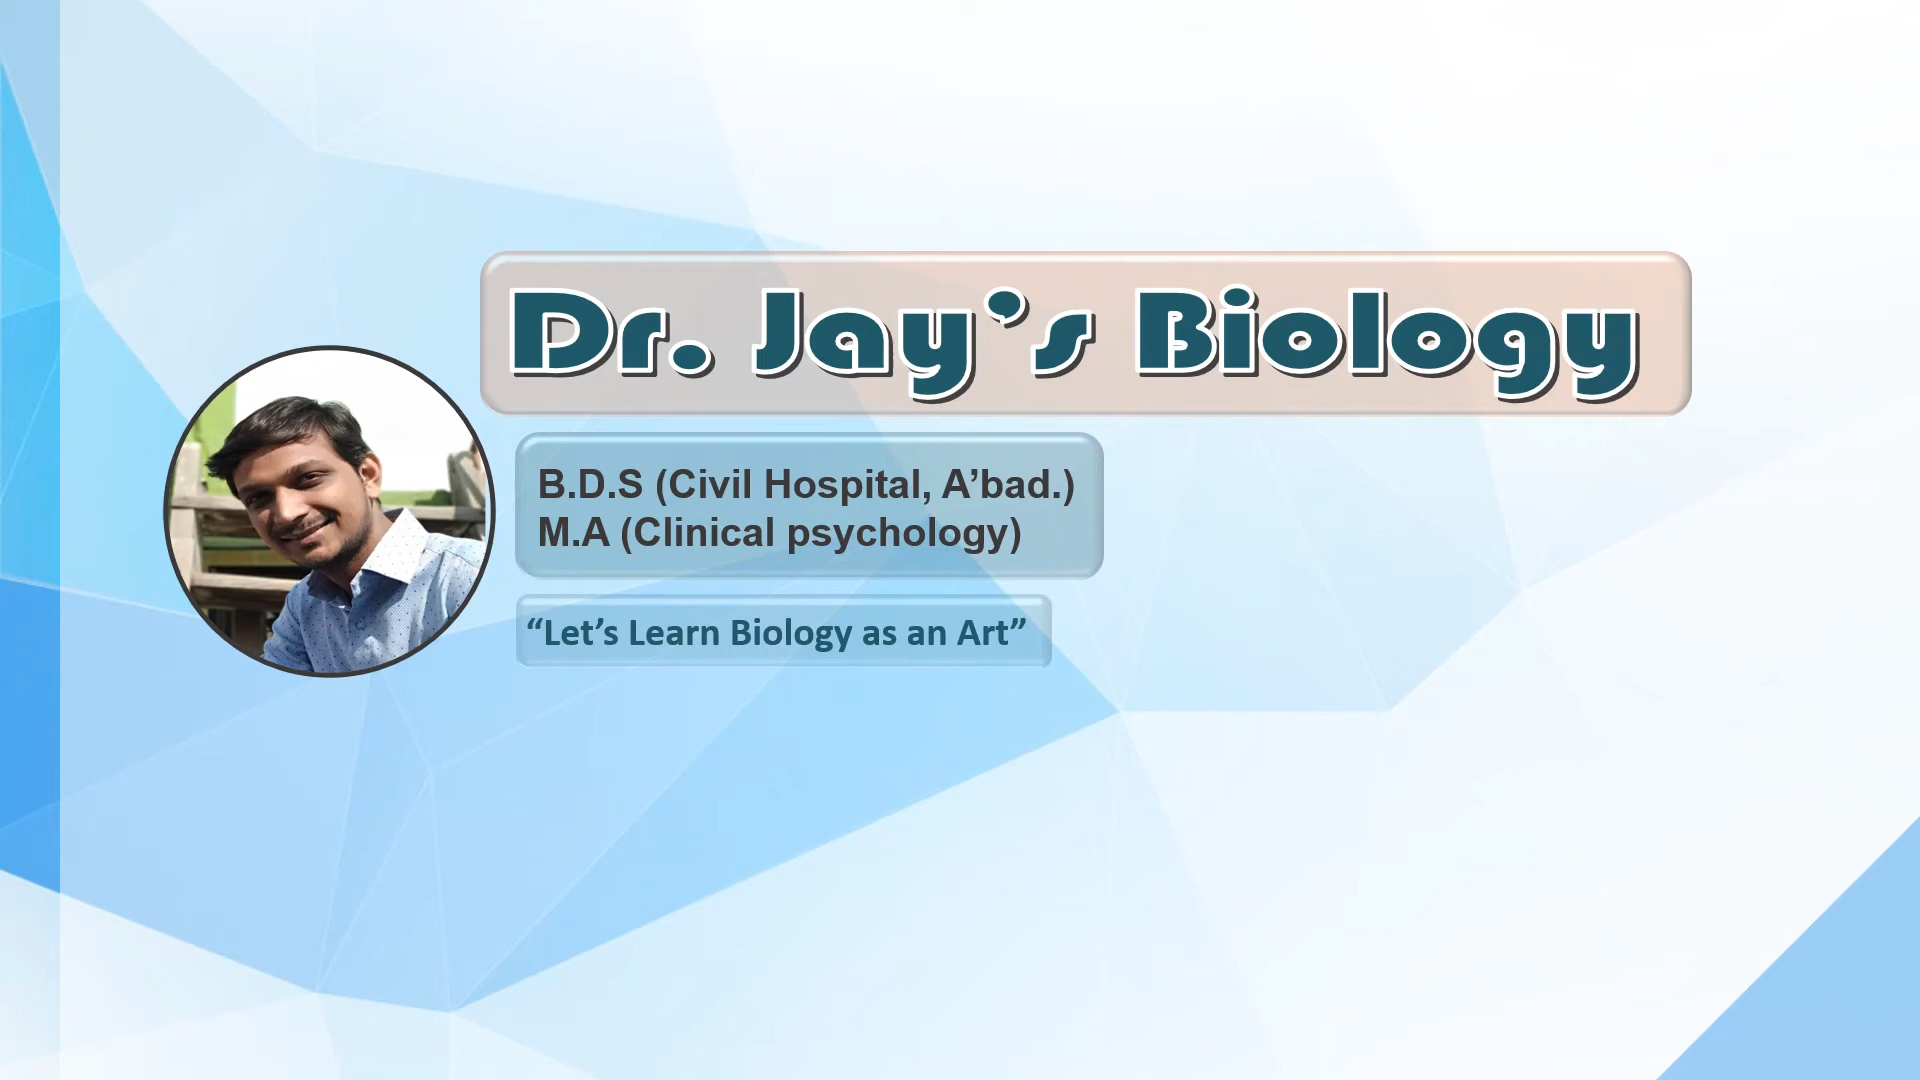 Dr. Jay’s Biology
B.D.S (Civil Hospital, A’bad.)
M.A (Clinical psychology)
“Let’s Learn Biology as an Art”